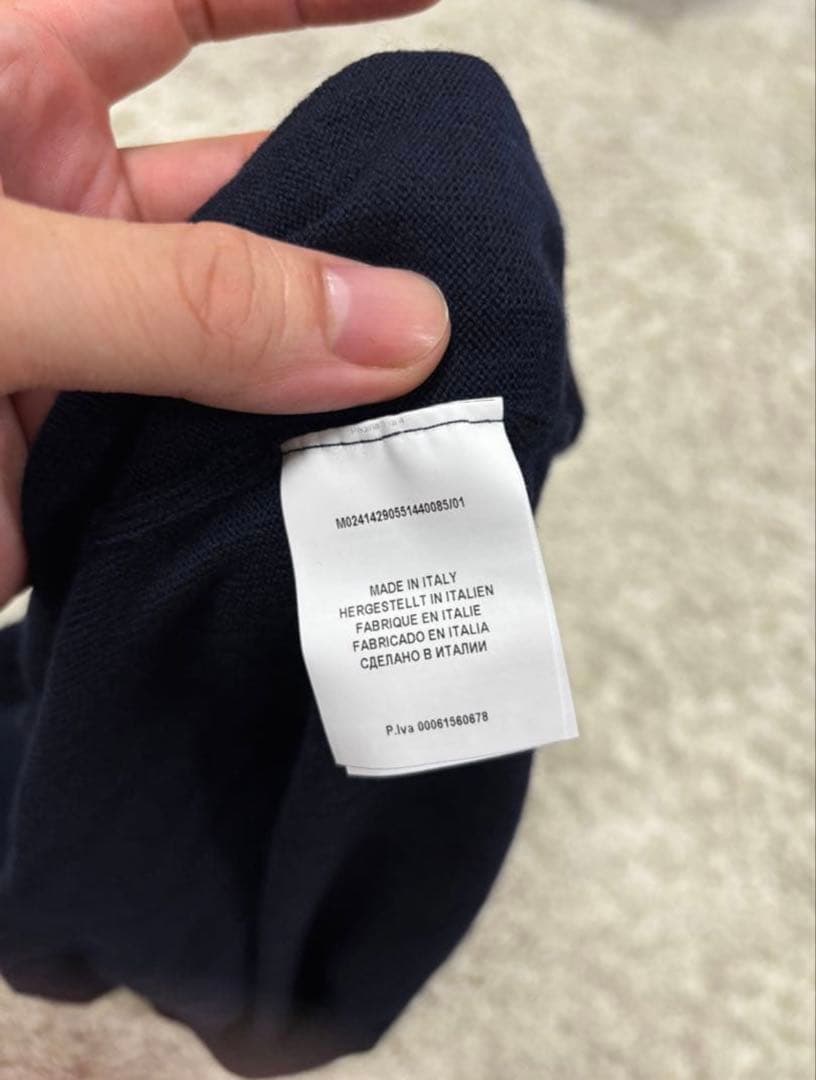 M02414290551440085/01
MADE IN ITALY
HERGESTELLT IN ITALIEN
FABRIQUE EN ITALIE
FABRICADO EN ITALIA
СДЕЛАНО В ИТАЛИИ
P.Iva 00061560678